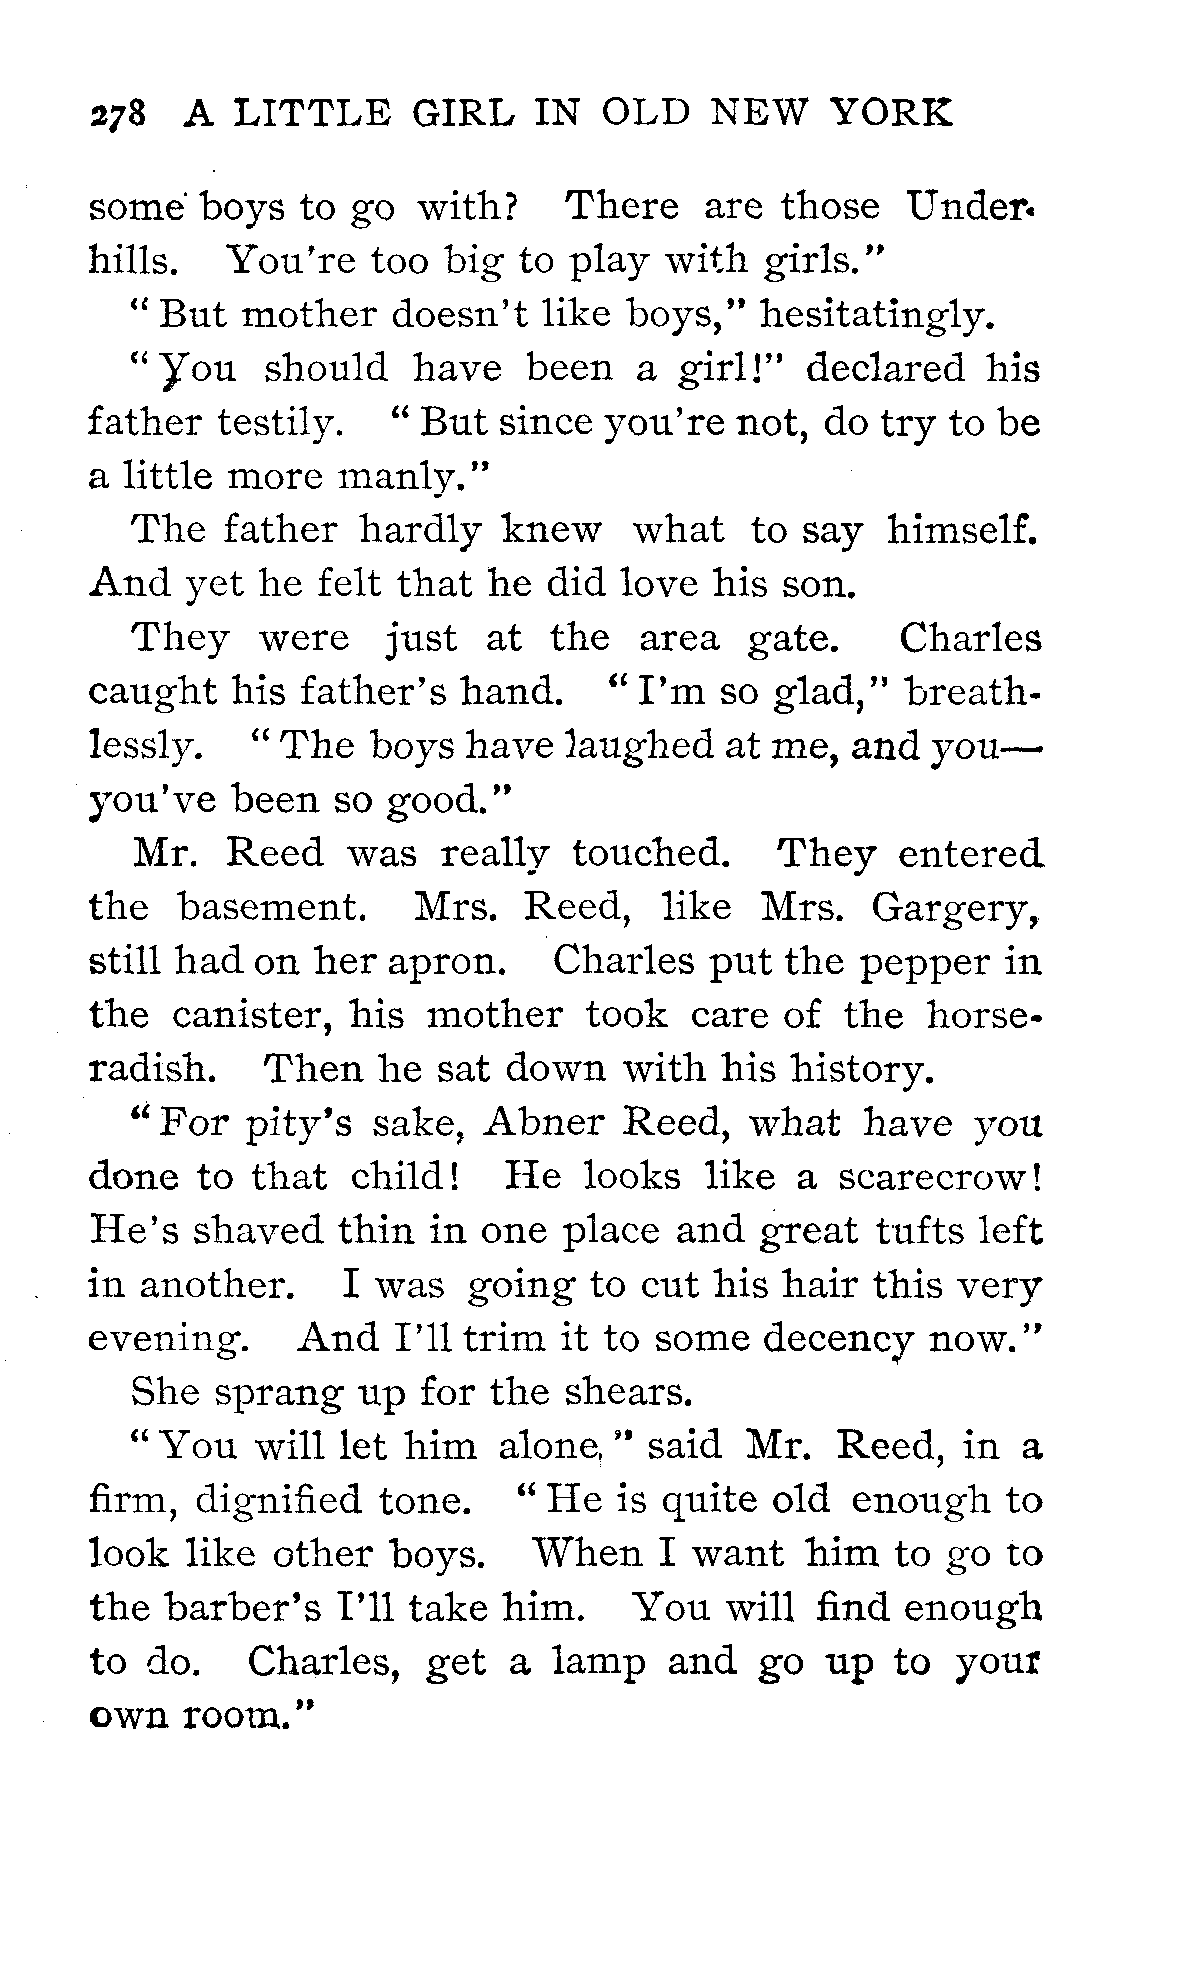 278 A LITTLE GIRL IN OLD NEW YORK
some boys to go with? There are those Under-
hills. You're too big to play with girls."
"But mother doesn't like boys," hesitatingly.
"You should have been a girl!" declared his
father testily. "But since you're not, do try to be
a little more manly."
The father hardly knew what to say himself.
And yet he felt that he did love his son.
They were just at the area gate. Charles
caught his father's hand. "I'm so glad," breath-
lessly. "The boys have laughed at me, and you—
you've been so good."
Mr. Reed was really touched. They entered
the basement. Mrs. Reed, like Mrs. Gargery,
still had on her apron. Charles put the pepper in
the canister, his mother took care of the horse-
radish. Then he sat down with his history.
"For pity's sake, Abner Reed, what have you
done to that child! He looks like a scarecrow!
He's shaved thin in one place and great tufts left
in another. I was going to cut his hair this very
evening. And I'll trim it to some decency now."
She sprang up for the shears.
"You will let him alone," said Mr. Reed, in a
firm, dignified tone. "He is quite old enough to
look like other boys. When I want him to go to
the barber's I'll take him. You will find enough
to do. Charles, get a lamp and go up to your
own room."